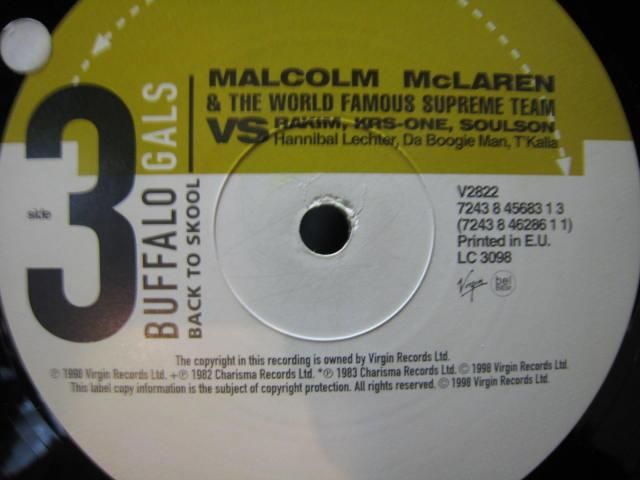 MALCOLM McLAREN
& THE WORLD FAMOUS SUPREME TEAM
VS RAKIM, KRS-ONE, SOULSON
Hannibal Lechter, Da Boogie Man, T'Kalla
side 3
BUFFALO GALS
BACK TO SKOOL
V2822
7243 8 45683 1 3
(7243 8 46286 1 1)
Printed in E.U.
LC 3098
Virgin
The copyright in this recording is owned by Virgin Records Ltd.
℗ 1998 Virgin Records Ltd. +℗ 1982 Charisma Records Ltd. *℗ 1983 Charisma Records Ltd. © 1998 Virgin Records Ltd.
This label copy information is the subject of copyright protection. All rights reserved. © 1998 Virgin Records Ltd.